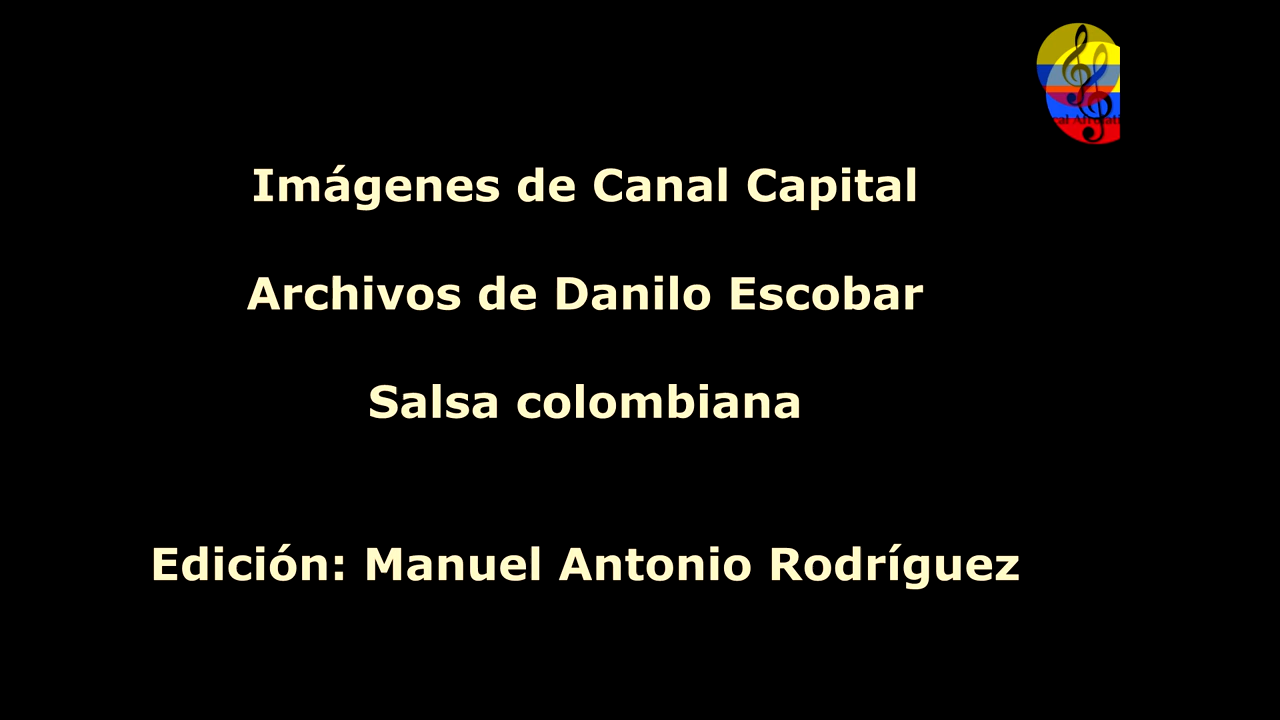 Imágenes de Canal Capital
Archivos de Danilo Escobar
Salsa colombiana
Edición: Manuel Antonio Rodríguez